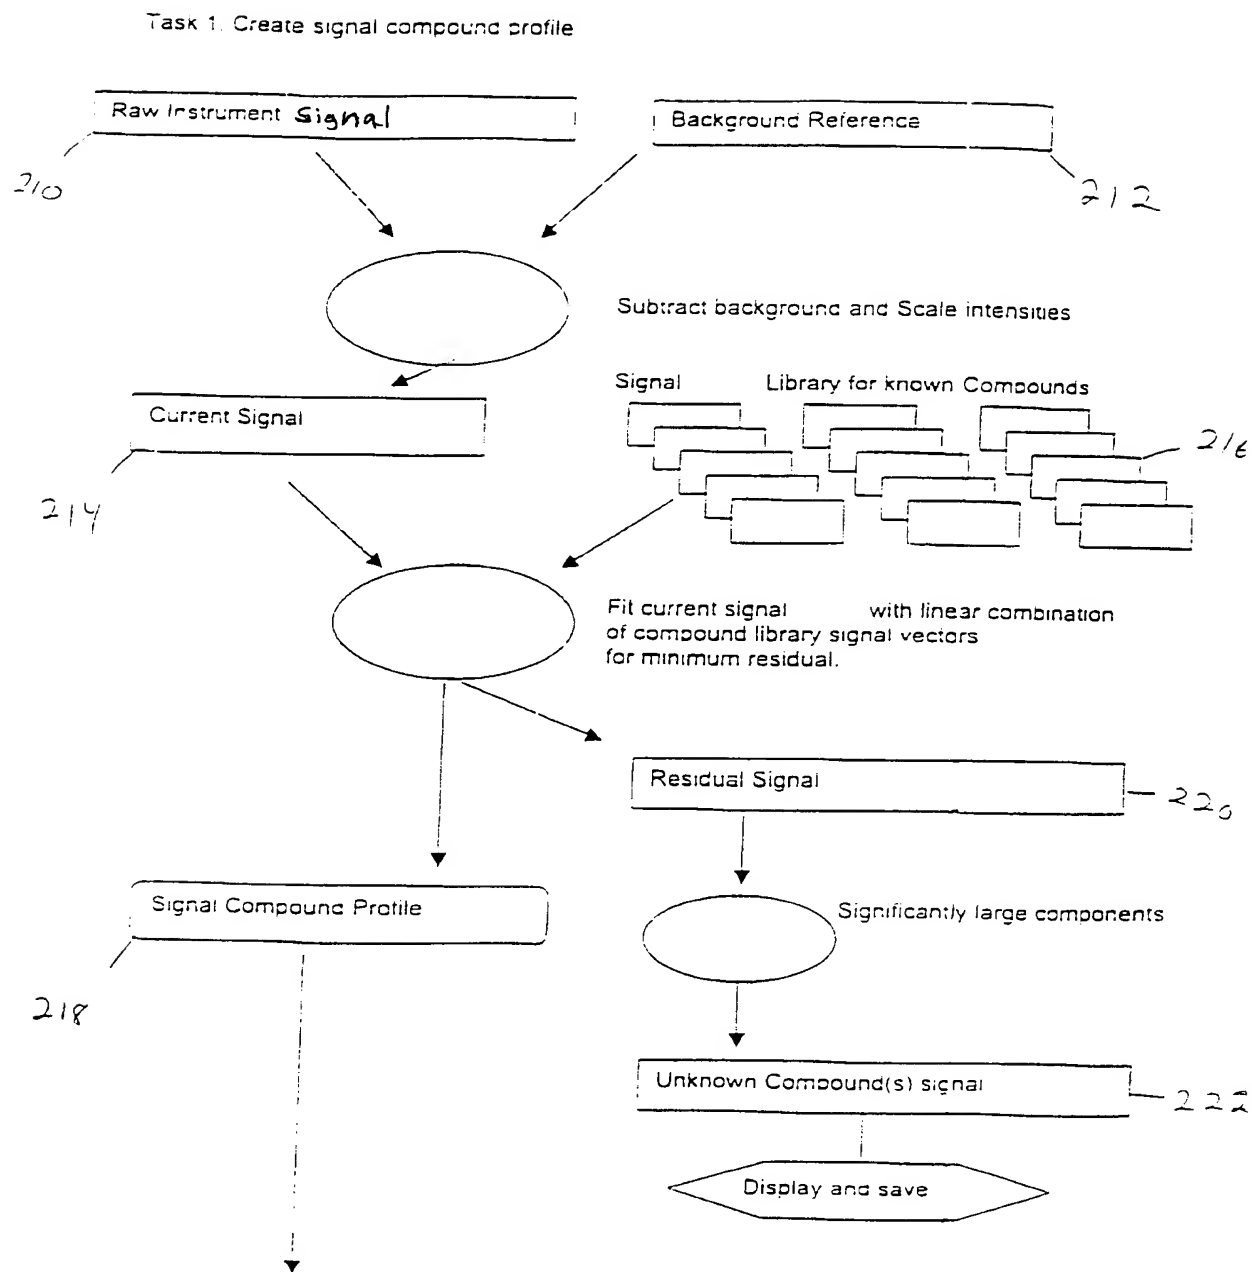 Task 1. Create signal compound profile
Raw Instrument Signal
Background Reference
210
212
Subtract background and Scale intensities
Signal Library for known Compounds
Current Signal
216
214
Fit current signal with linear combination
of compound library signal vectors
for minimum residual.
Residual Signal
220
Signal Compound Profile
Significantly large components
218
Unknown Compound(s) signal
222
Display and save